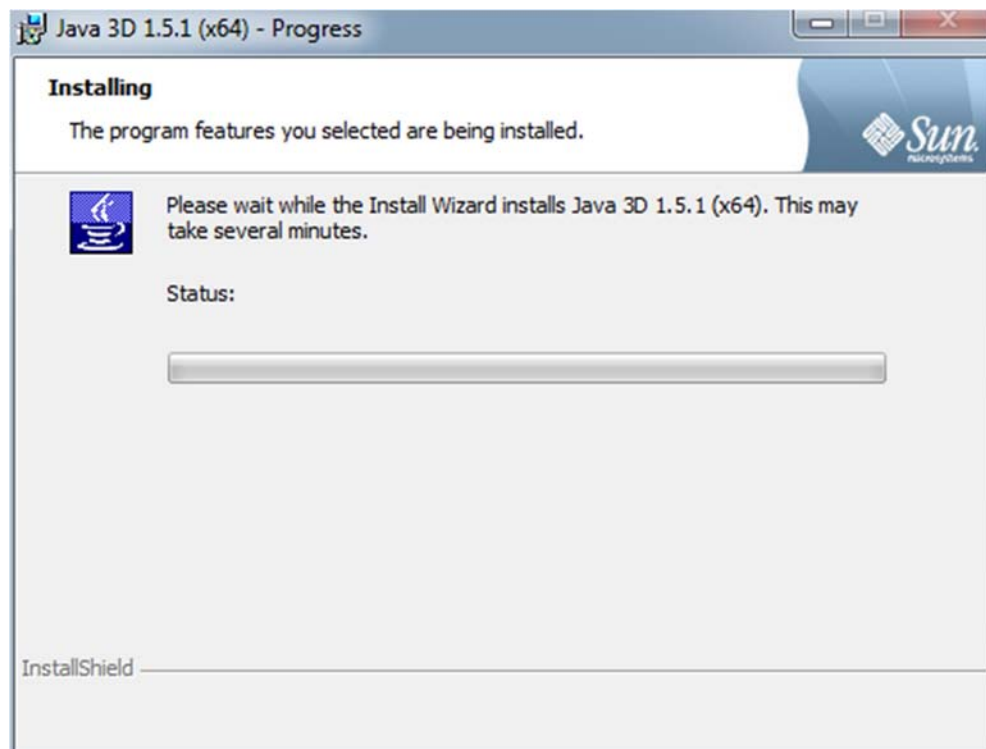 Java 3D 1.5.1 (x64) - Progress
Installing
The program features you selected are being installed.
Sun
microsystems
Please wait while the Install Wizard installs Java 3D 1.5.1 (x64). This may
take several minutes.
Status:
InstallShield